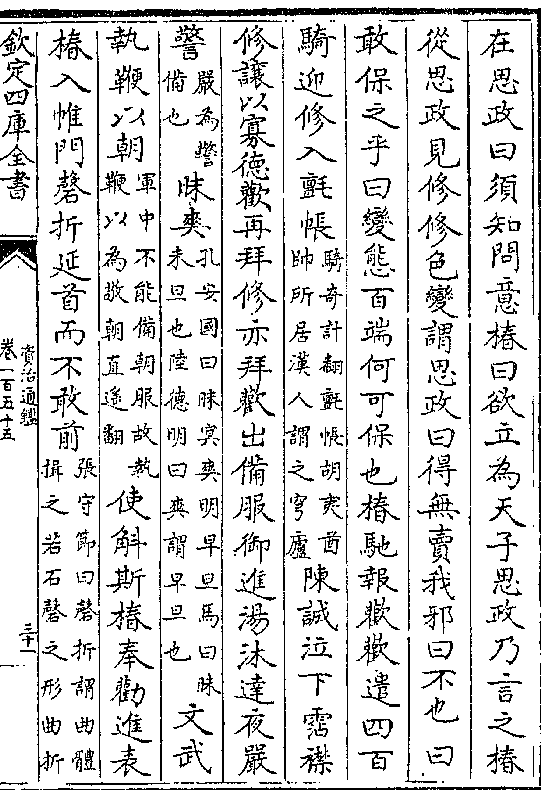 在思政曰須知問意椿曰欲立為天子思政乃言之椿
從思政見修修色變謂思政曰得無賣我邪曰不也曰
敢保之乎曰變態百端何可保也椿馳報歡歡遣四百
騎迎修入氈帳騎奇計翻氈帳胡夷酋帥所居漢人謂之穹廬陳誠泣下霑襟
修讓以寡德歡再拜修亦拜歡出備服御進湯沐達夜嚴
警嚴為警備也昧爽孔安國曰昧冥爽明早旦馬曰昧未旦也陸德明曰爽謂早旦也文武
執鞭以朝軍中不能備朝服故執鞭以為敬朝直遥翻使斛斯椿奉勸進表
椿入帷門磬折延首而不敢前張守節曰磬折謂曲體揖之若石磬之形曲折
欽定四庫全書
資治通鑑
卷一百五十五